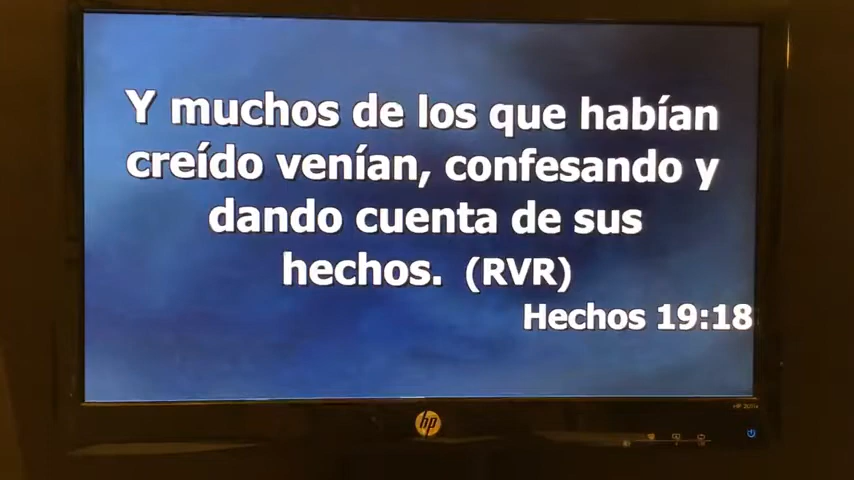 Y muchos de los que habían
creído venían, confesando y
dando cuenta de sus
hechos. (RVR)
Hechos 19:18
hp